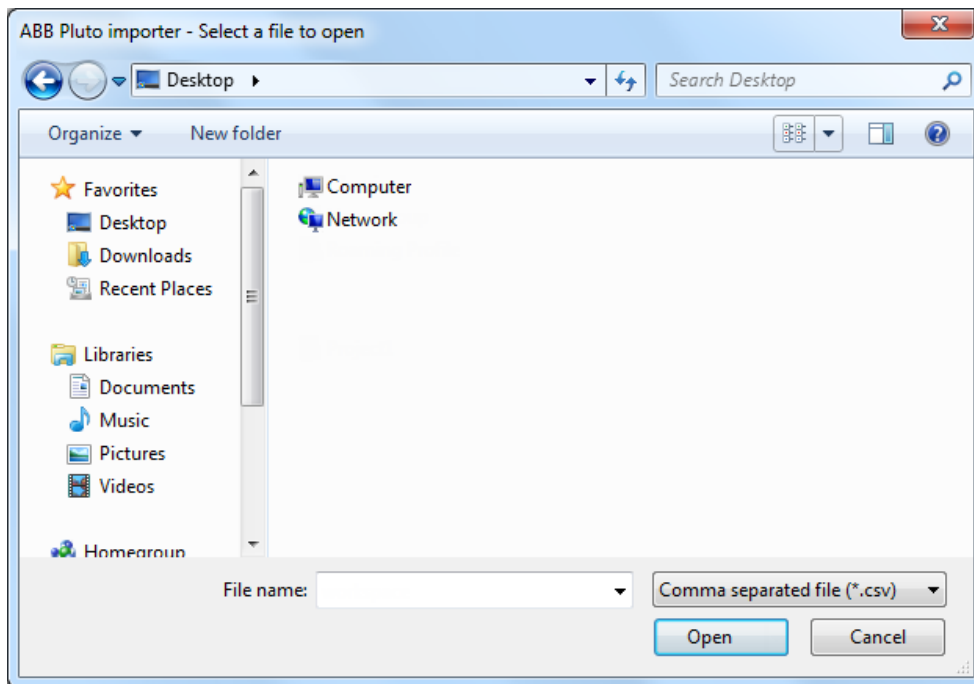 ABB Pluto importer - Select a file to open
Desktop
Search Desktop
Organize
New folder
Favorites
Desktop
Downloads
Recent Places
Libraries
Documents
Music
Pictures
Videos
Homegroup
Computer
Network
File name:
Comma separated file (*.csv)
Open
Cancel